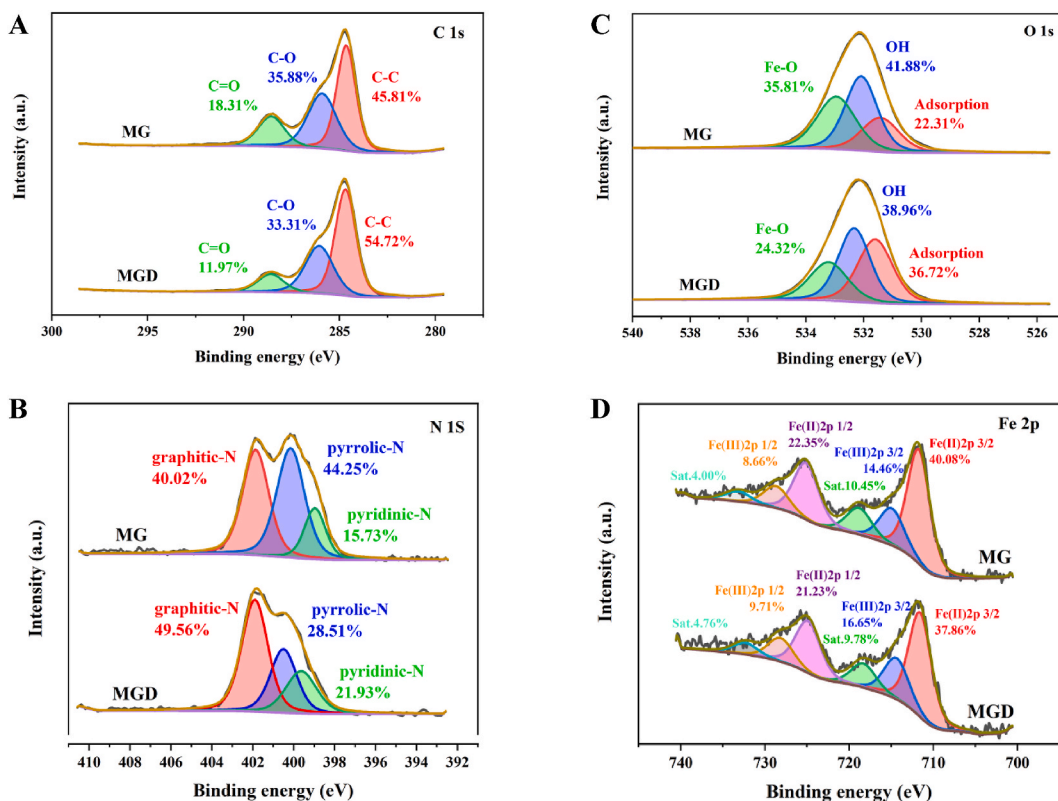 A
C 1s
C-O
35.88%
C=O
18.31%
C-C
45.81%
MG
C-O
33.31%
C=O
11.97%
C-C
54.72%
MGD
Intensity (a.u.)
300
295
290
285
280
Binding energy (eV)
C
O 1s
OH
41.88%
Fe-O
35.81%
Adsorption
22.31%
MG
OH
38.96%
Fe-O
24.32%
Adsorption
36.72%
MGD
Intensity (a.u.)
540
538
536
534
532
530
528
526
Binding energy (eV)
B
N 1S
graphitic-N
40.02%
pyrrolic-N
44.25%
pyridinic-N
15.73%
MG
graphitic-N
49.56%
pyrrolic-N
28.51%
pyridinic-N
21.93%
MGD
Intensity (a.u.)
410
408
406
404
402
400
398
396
394
392
Binding energy (eV)
D
Fe 2p
Fe(II)2p 1/2
22.35%
Fe(III)2p 1/2
8.66%
Fe(III)2p 3/2
14.46%
Fe(II)2p 3/2
40.08%
Sat.4.00%
Sat.10.45%
MG
Fe(II)2p 1/2
21.23%
Fe(III)2p 1/2
9.71%
Fe(III)2p 3/2
16.65%
Fe(II)2p 3/2
37.86%
Sat.4.76%
Sat.9.78%
MGD
Intensity (a.u.)
740
730
720
710
700
Binding energy (eV)